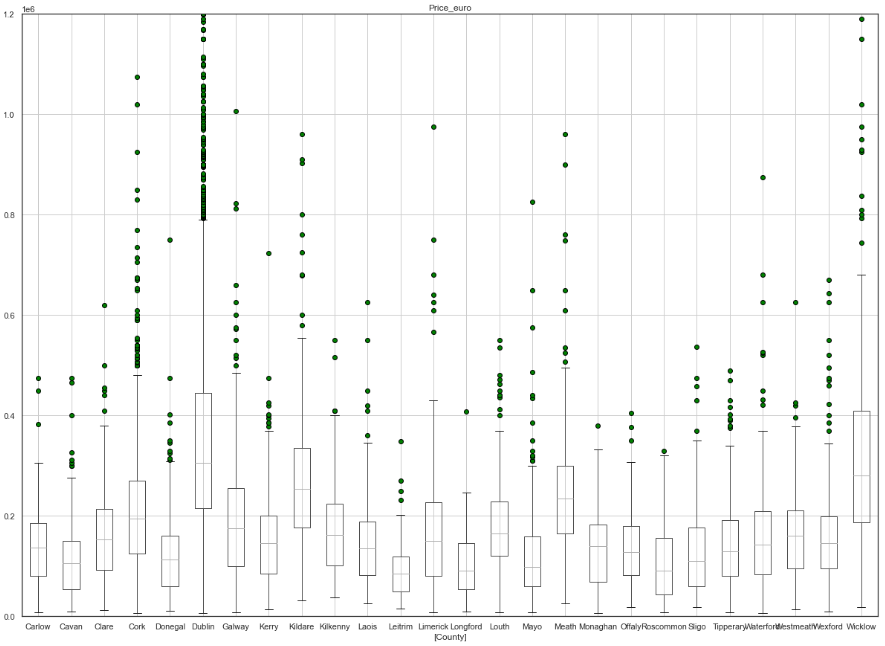 Price_euro
1e6
1.2
1.0
0.8
0.6
0.4
0.2
0.0
Carlow Cavan Clare Cork Donegal Dublin Galway Kerry Kildare Kilkenny Laois Leitrim Limerick Longford Louth Mayo Meath Monaghan Offaly Roscommon Sligo Tipperary Waterford Westmeath Wexford Wicklow
[County]